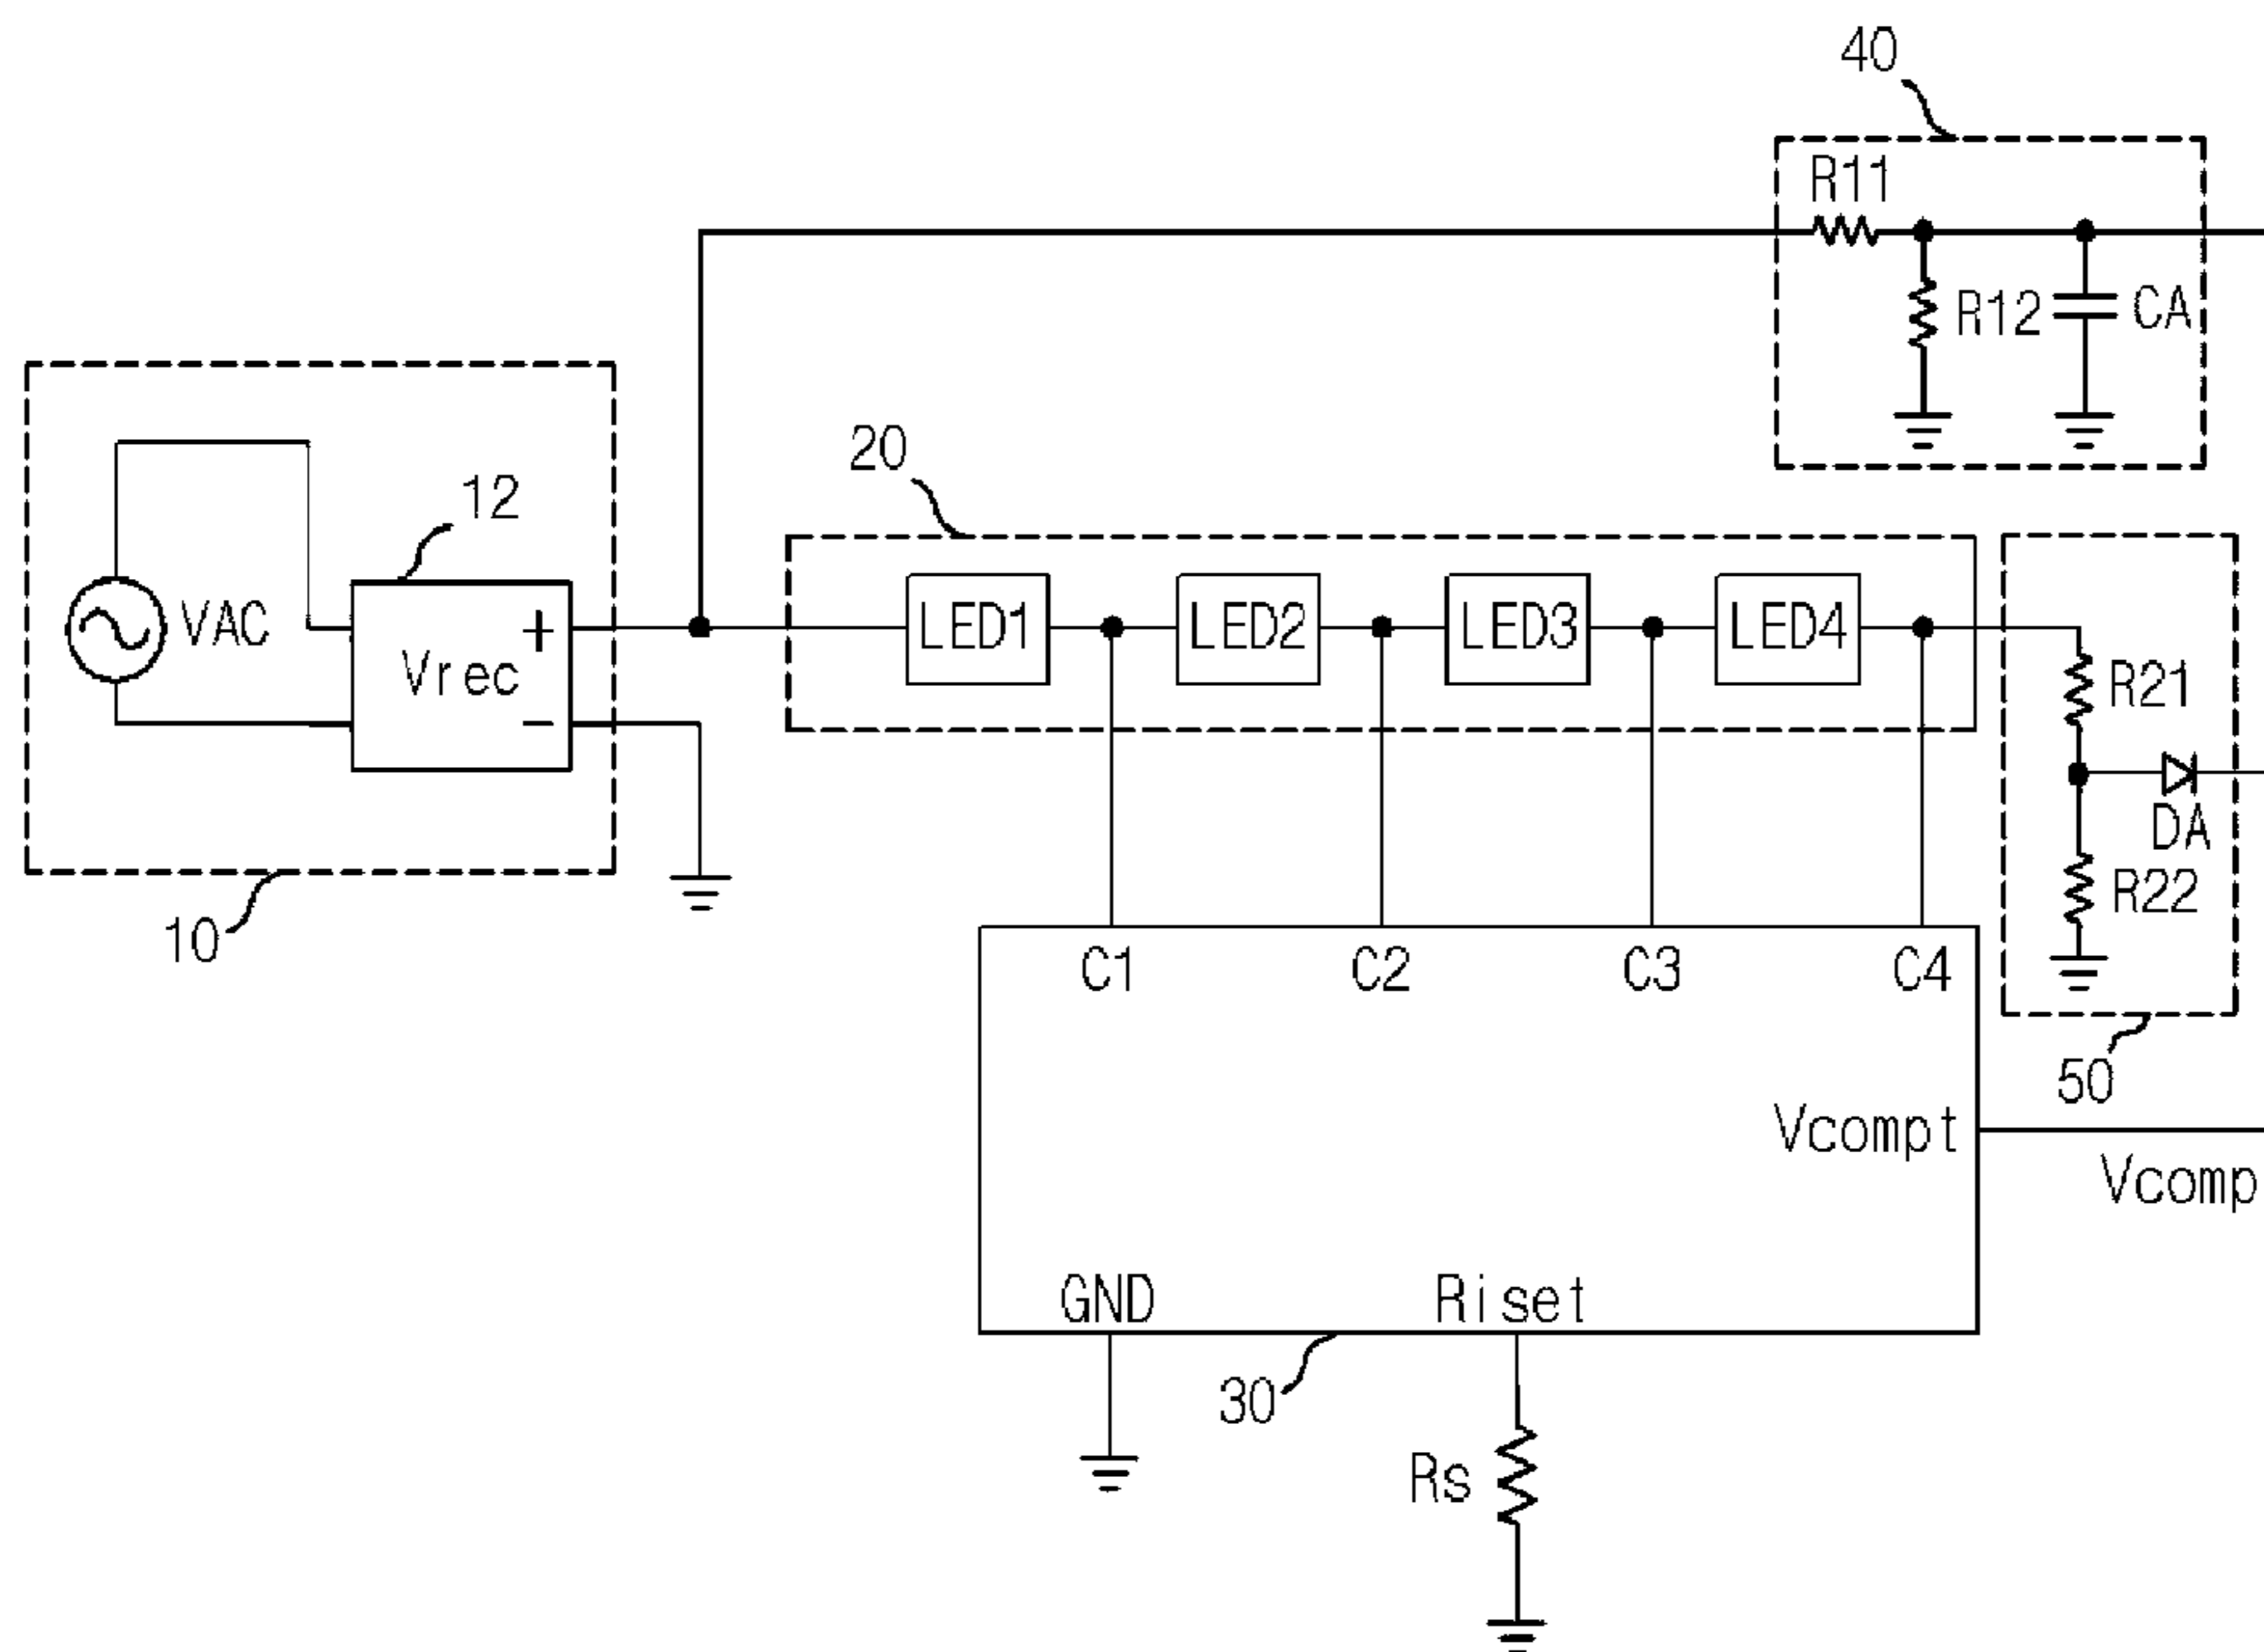 40
R11
R12
CA
20
12
VAC
Vrec
+
−
LED1
LED2
LED3
LED4
R21
DA
R22
10
C1
C2
C3
C4
50
Vcompt
Vcomp
GND
Riset
30
Rs